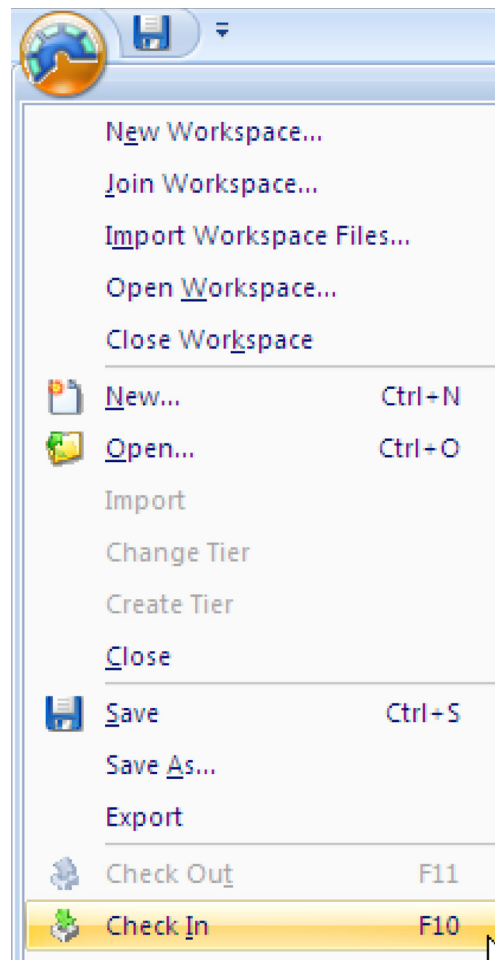 New Workspace...
Join Workspace...
Import Workspace Files...
Open Workspace...
Close Workspace
New... Ctrl+N
Open... Ctrl+O
Import
Change Tier
Create Tier
Close
Save Ctrl+S
Save As...
Export
Check Out F11
Check In F10